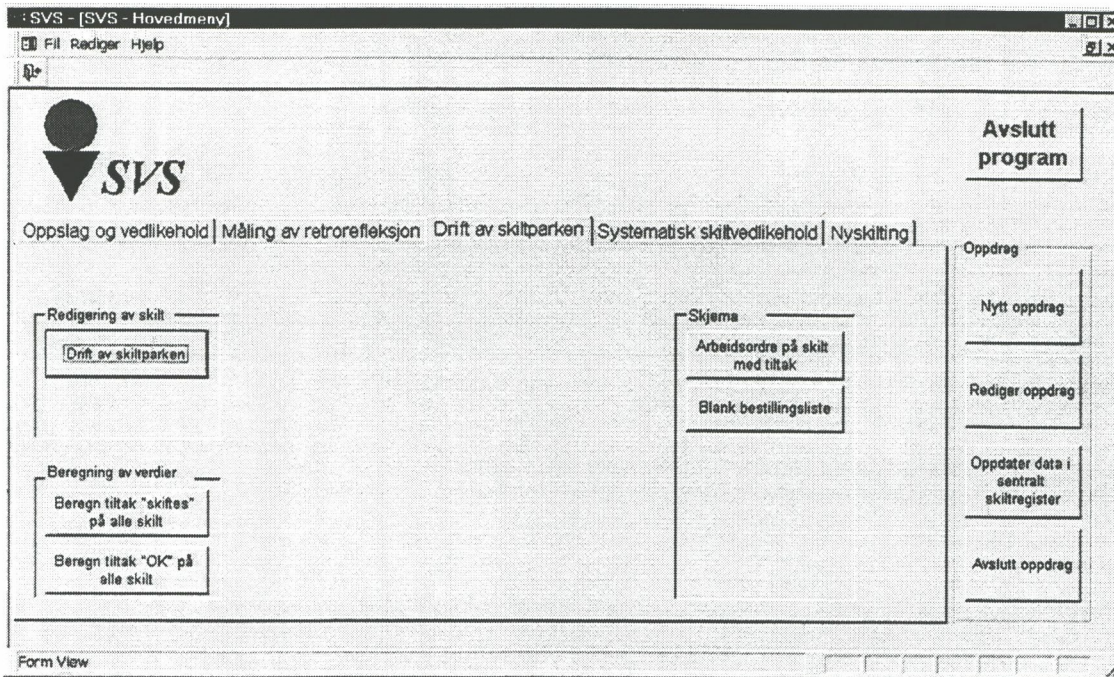 SVS - [SVS - Hovedmeny]
Fil Rediger Hjelp
SVS
Avslutt
program
Oppslag og vedlikehold
Måling av retrorefleksjon
Drift av skiltparken
Systematisk skiltvedlikehold
Nyskilting
Redigering av skilt
Drift av skiltparken
Beregning av verdier
Beregn tiltak "skiftes"
på alle skilt
Beregn tiltak "OK" på
alle skilt
Skjema
Arbeidsordre på skilt
med tiltak
Blank bestillingsliste
Oppdrag
Nytt oppdrag
Rediger oppdrag
Oppdater data i
sentralt
skiltregister
Avslutt oppdrag
Form View